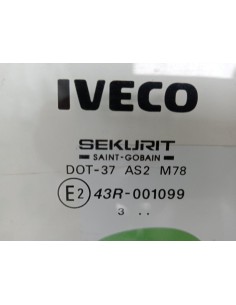 IVECO
SEKURIT
SAINT-GOBAIN
DOT-37 AS2 M78
E2 43R-001099
3 ..